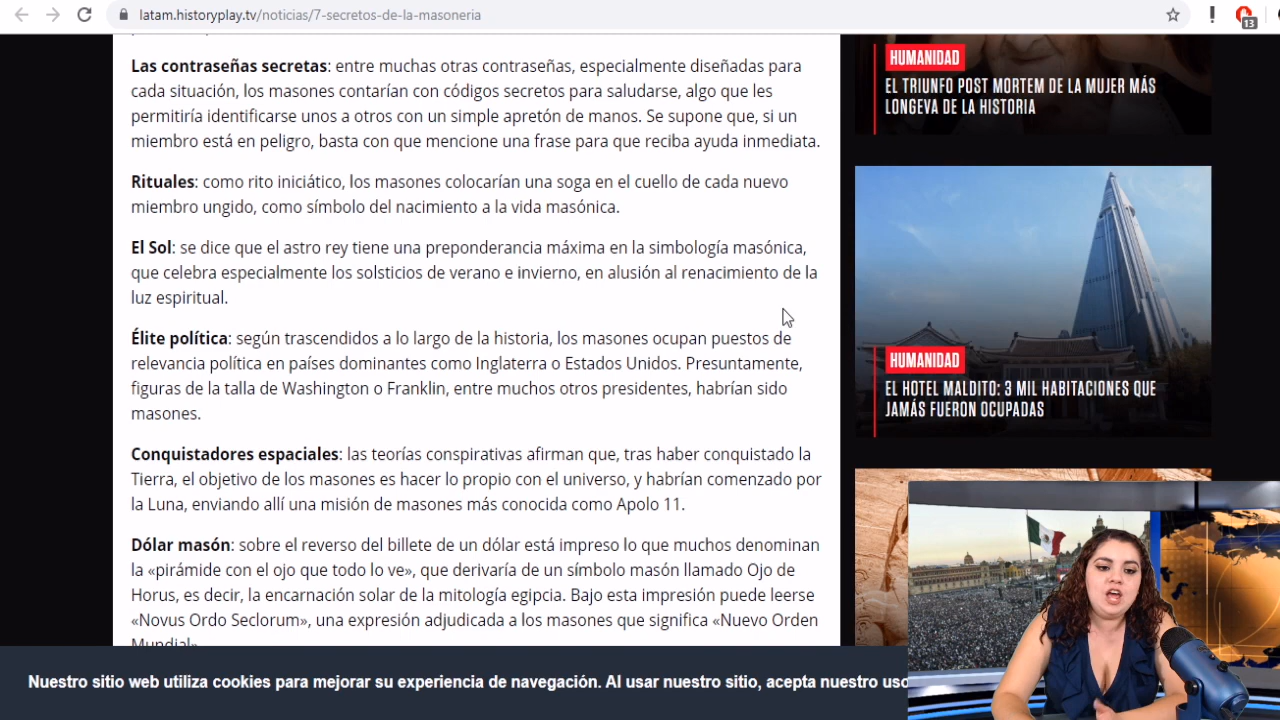 latam.historyplay.tv/noticias/7-secretos-de-la-masoneria
13
Las contraseñas secretas: entre muchas otras contraseñas, especialmente diseñadas para
cada situación, los masones contarían con códigos secretos para saludarse, algo que les
permitiría identificarse unos a otros con un simple apretón de manos. Se supone que, si un
miembro está en peligro, basta con que mencione una frase para que reciba ayuda inmediata.
Rituales: como rito iniciático, los masones colocarían una soga en el cuello de cada nuevo
miembro ungido, como símbolo del nacimiento a la vida masónica.
El Sol: se dice que el astro rey tiene una preponderancia máxima en la simbología masónica,
que celebra especialmente los solsticios de verano e invierno, en alusión al renacimiento de la
luz espiritual.
Élite política: según trascendidos a lo largo de la historia, los masones ocupan puestos de
relevancia política en países dominantes como Inglaterra o Estados Unidos. Presuntamente,
figuras de la talla de Washington o Franklin, entre muchos otros presidentes, habrían sido
masones.
Conquistadores espaciales: las teorías conspirativas afirman que, tras haber conquistado la
Tierra, el objetivo de los masones es hacer lo propio con el universo, y habrían comenzado por
la Luna, enviando allí una misión de masones más conocida como Apolo 11.
Dólar masón: sobre el reverso del billete de un dólar está impreso lo que muchos denominan
la «pirámide con el ojo que todo lo ve», que derivaría de un símbolo masón llamado Ojo de
Horus, es decir, la encarnación solar de la mitología egipcia. Bajo esta impresión puede leerse
«Novus Ordo Seclorum», una expresión adjudicada a los masones que significa «Nuevo Orden
Mundial»
HUMANIDAD
EL TRIUNFO POST MORTEM DE LA MUJER MÁS
LONGEVA DE LA HISTORIA
HUMANIDAD
EL HOTEL MALDITO: 3 MIL HABITACIONES QUE
JAMÁS FUERON OCUPADAS
Nuestro sitio web utiliza cookies para mejorar su experiencia de navegación. Al usar nuestro sitio, acepta nuestro uso